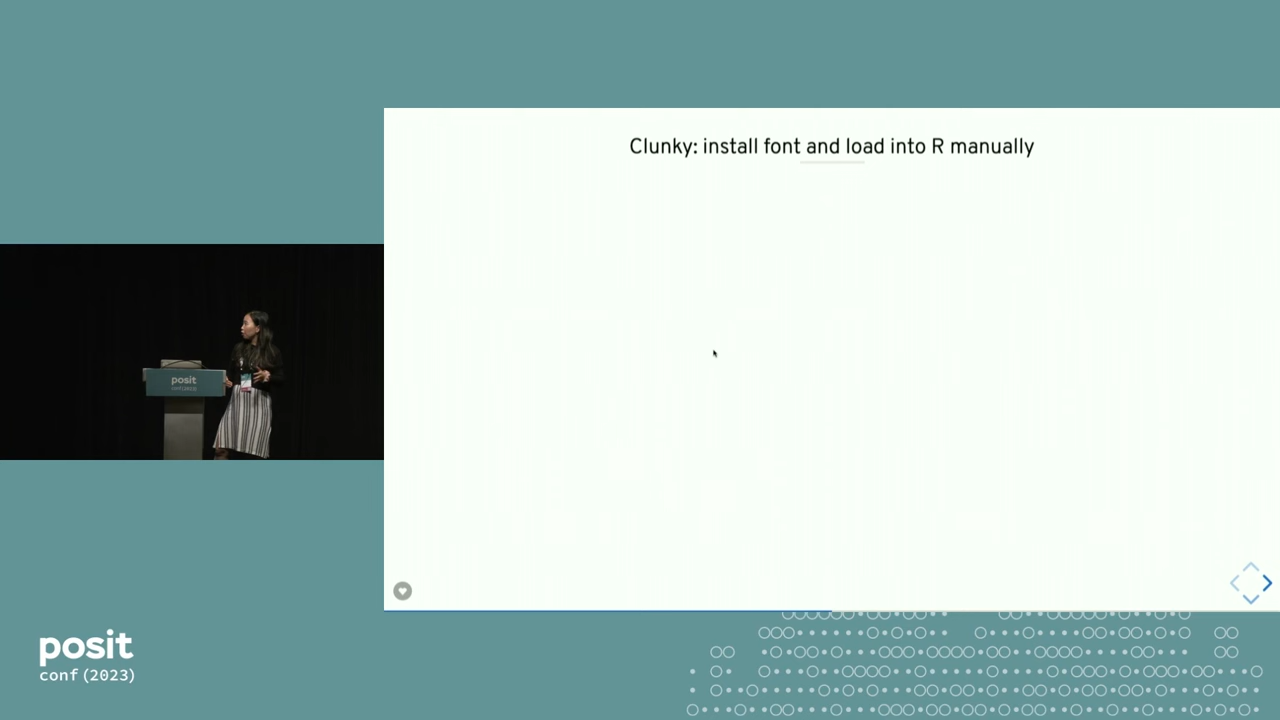 Clunky: install font and load into R manually
posit
posit
conf(2023)